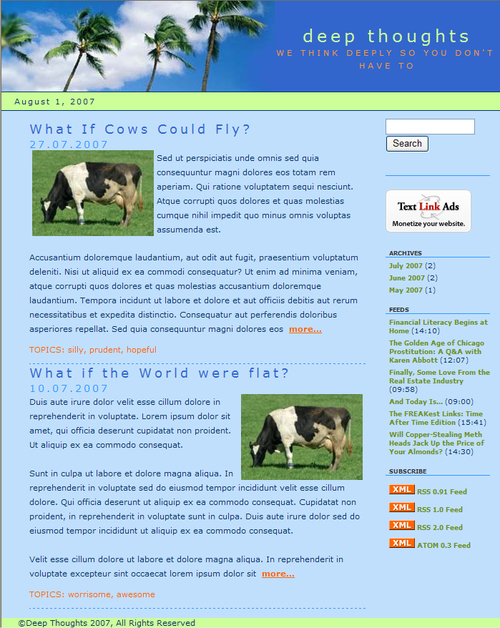 deep thoughts
WE THINK DEEPLY SO YOU DON'T
HAVE TO
August 1, 2007
What If Cows Could Fly?
27.07.2007
Sed ut perspiciatis unde omnis sed quia
consequuntur magni dolores eos totam rem
aperiam. Qui ratione voluptatem sequi nesciunt.
Atque corrupti quos dolores et quas molestias
cumque nihil impedit quo minus omnis voluptas
assumenda est.
Accusantium doloremque laudantium, aut odit aut fugit, praesentium voluptatum
deleniti. Nisi ut aliquid ex ea commodi consequatur? Ut enim ad minima veniam,
atque corrupti quos dolores et quas molestias accusantium doloremque
laudantium. Tempora incidunt ut labore et dolore et aut officiis debitis aut rerum
necessitatibus et expedita distinctio. Consequatur aut perferendis doloribus
asperiores repellat. Sed quia consequuntur magni dolores eos more...
TOPICS: silly, prudent, hopeful
What if the World were flat?
10.07.2007
Duis aute irure dolor velit esse cillum dolore in
reprehenderit in voluptate. Lorem ipsum dolor sit
amet, qui officia deserunt cupidatat non proident.
Ut aliquip ex ea commodo consequat.
Sunt in culpa ut labore et dolore magna aliqua. In
reprehenderit in voluptate sed do eiusmod tempor incididunt velit esse cillum
dolore. Qui officia deserunt ut aliquip ex ea commodo consequat. Cupidatat non
proident, in reprehenderit in voluptate sunt in culpa. Duis aute irure dolor sed do
eiusmod tempor incididunt ut aliquip ex ea commodo consequat.
Velit esse cillum dolore ut labore et dolore magna aliqua. In reprehenderit in
voluptate excepteur sint occaecat lorem ipsum dolor sit more...
TOPICS: worrisome, awesome
Search
Text Link Ads
Monetize your website.
ARCHIVES
July 2007 (2)
June 2007 (2)
May 2007 (1)
FEEDS
Financial Literacy Begins at
Home (14:10)
The Golden Age of Chicago
Prostitution: A Q&A with
Karen Abbott (12:07)
Finally, Some Love From the
Real Estate Industry
(09:58)
And Today Is... (09:00)
The FREAKest Links: Time
After Time Edition (15:41)
Will Copper-Stealing Meth
Heads Jack Up the Price of
Your Almonds? (14:30)
SUBSCRIBE
XML RSS 0.91 Feed
XML RSS 1.0 Feed
XML RSS 2.0 Feed
XML ATOM 0.3 Feed
©Deep Thoughts 2007, All Rights Reserved